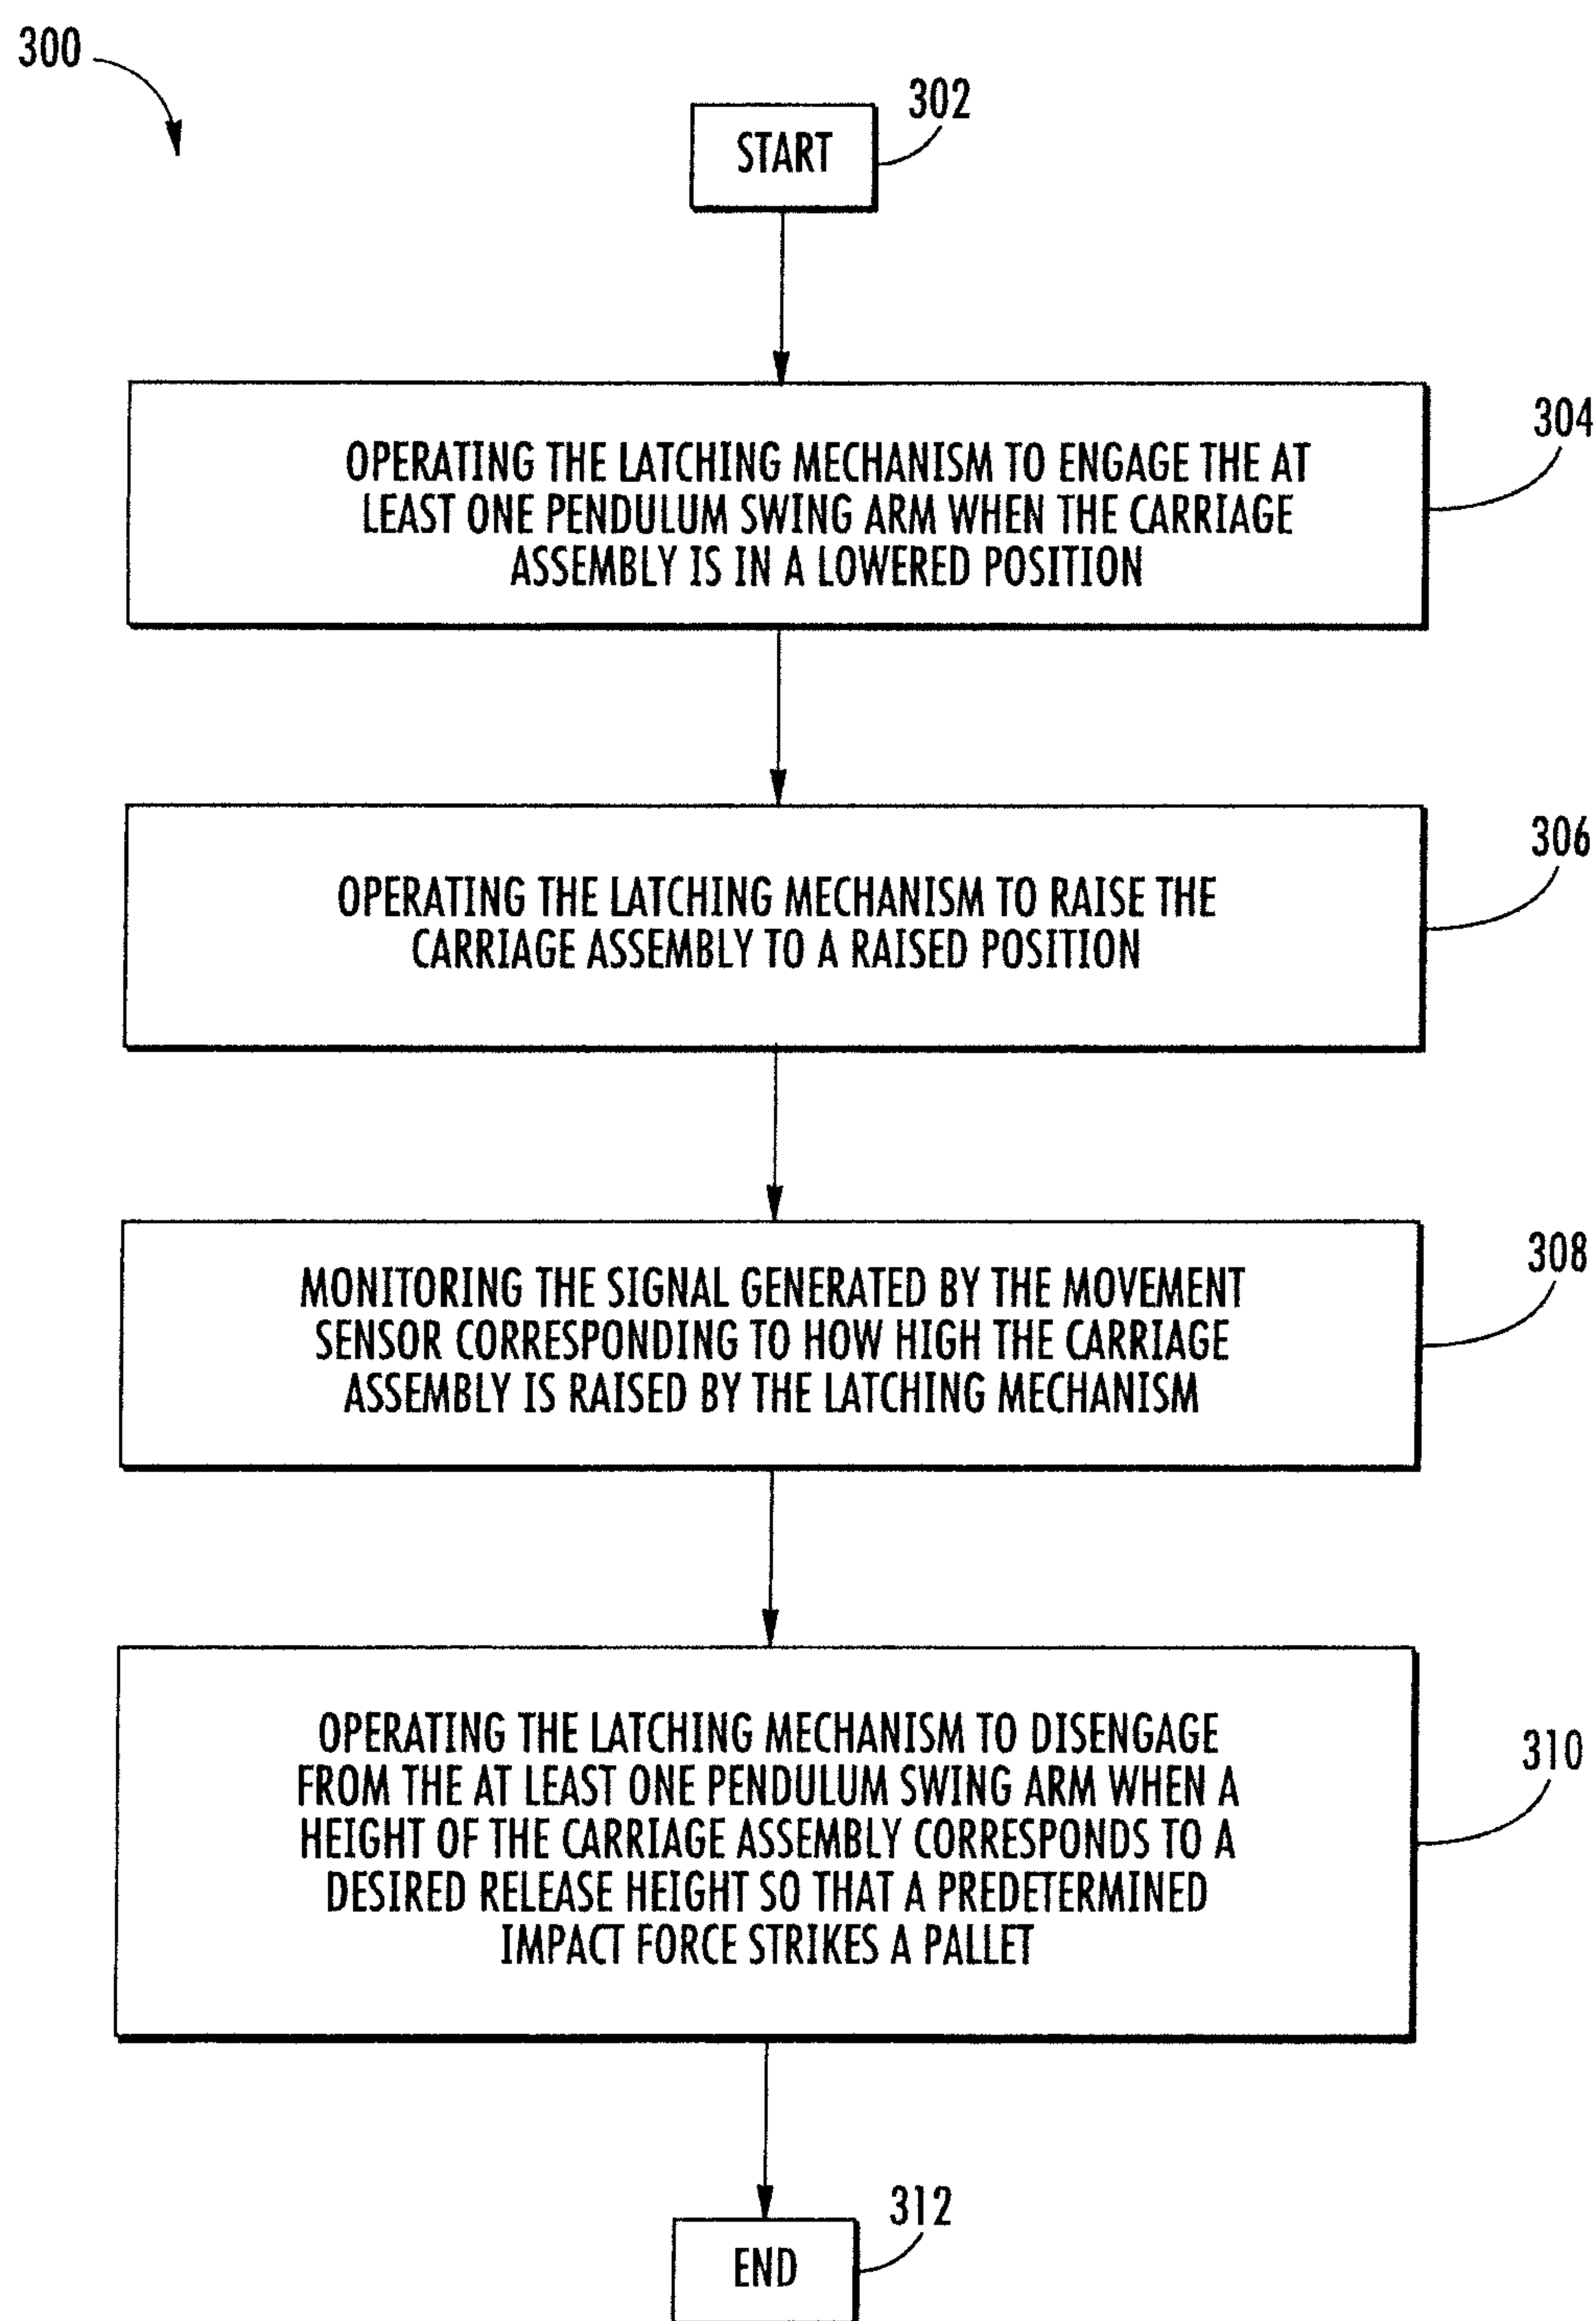 300
302
START
304
OPERATING THE LATCHING MECHANISM TO ENGAGE THE AT
LEAST ONE PENDULUM SWING ARM WHEN THE CARRIAGE
ASSEMBLY IS IN A LOWERED POSITION
306
OPERATING THE LATCHING MECHANISM TO RAISE THE
CARRIAGE ASSEMBLY TO A RAISED POSITION
308
MONITORING THE SIGNAL GENERATED BY THE MOVEMENT
SENSOR CORRESPONDING TO HOW HIGH THE CARRIAGE
ASSEMBLY IS RAISED BY THE LATCHING MECHANISM
310
OPERATING THE LATCHING MECHANISM TO DISENGAGE
FROM THE AT LEAST ONE PENDULUM SWING ARM WHEN A
HEIGHT OF THE CARRIAGE ASSEMBLY CORRESPONDS TO A
DESIRED RELEASE HEIGHT SO THAT A PREDETERMINED
IMPACT FORCE STRIKES A PALLET
312
END